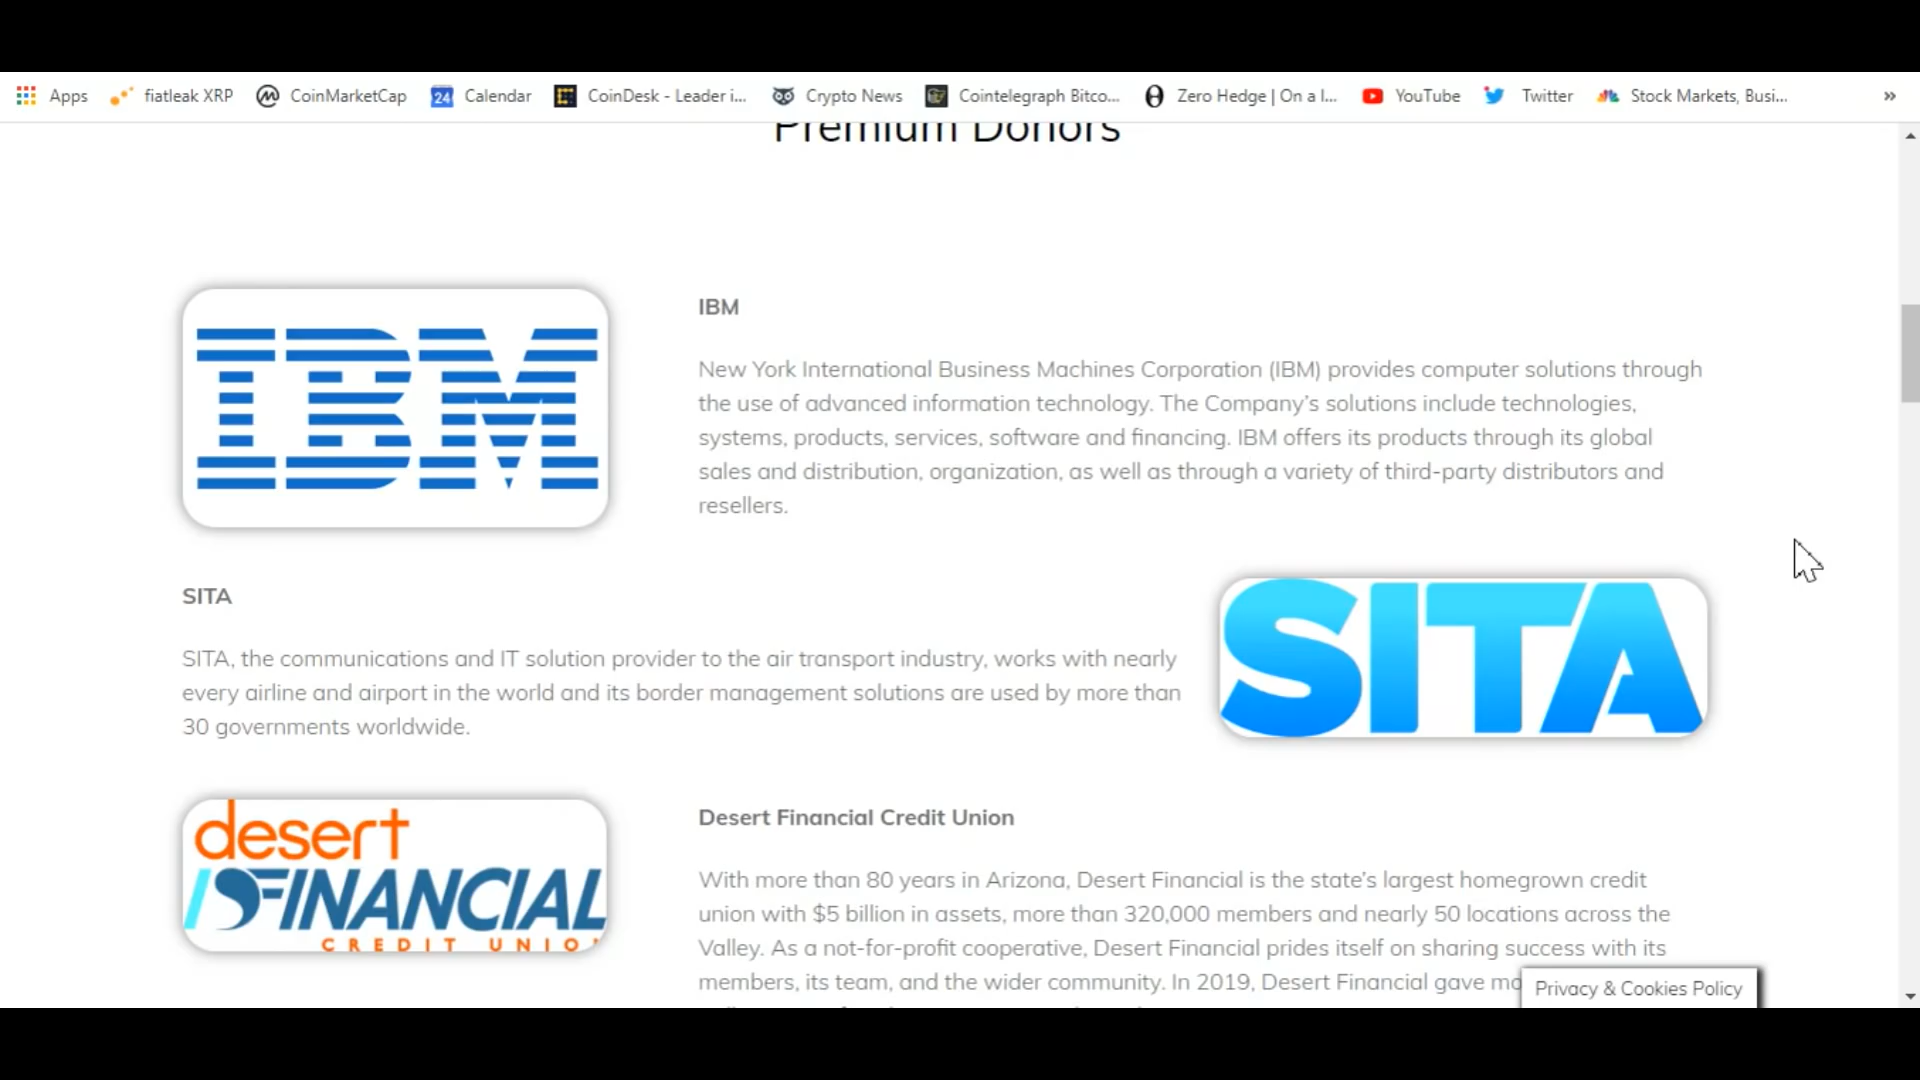 Apps fiatleak XRP CoinMarketCap 24 Calendar CoinDesk - Leader i... Crypto News Cointelegraph Bitco... Zero Hedge | On a l... YouTube Twitter Stock Markets, Busi... »
Premium Donors
IBM
IBM
New York International Business Machines Corporation (IBM) provides computer solutions through
the use of advanced information technology. The Company’s solutions include technologies,
systems, products, services, software and financing. IBM offers its products through its global
sales and distribution, organization, as well as through a variety of third-party distributors and
resellers.
SITA
SITA, the communications and IT solution provider to the air transport industry, works with nearly
every airline and airport in the world and its border management solutions are used by more than
30 governments worldwide.
SITA
desert
FINANCIAL
CREDIT UNIO
Desert Financial Credit Union
With more than 80 years in Arizona, Desert Financial is the state’s largest homegrown credit
union with $5 billion in assets, more than 320,000 members and nearly 50 locations across the
Valley. As a not-for-profit cooperative, Desert Financial prides itself on sharing success with its
members, its team, and the wider community. In 2019, Desert Financial gave
Privacy & Cookies Policy